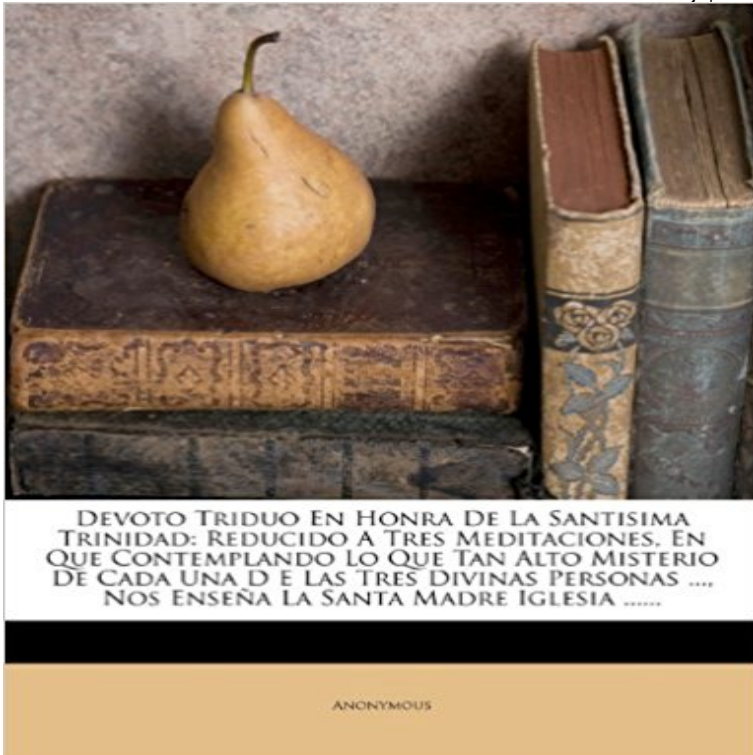 DEVOTO TRIDUO EN HONRA DE LA SANTISIMA
TRINIDAD: REDUCIDO A TRES MEDITACIONES, EN
QUE CONTEMPLANDO LO QUE TAN ALTO MISTERIO
DE CADA UNA D E LAS TRES DIVINAS PERSONAS ...,
NOS ENSEÑA LA SANTA MADRE IGLESIA ......
ANONYMOUS